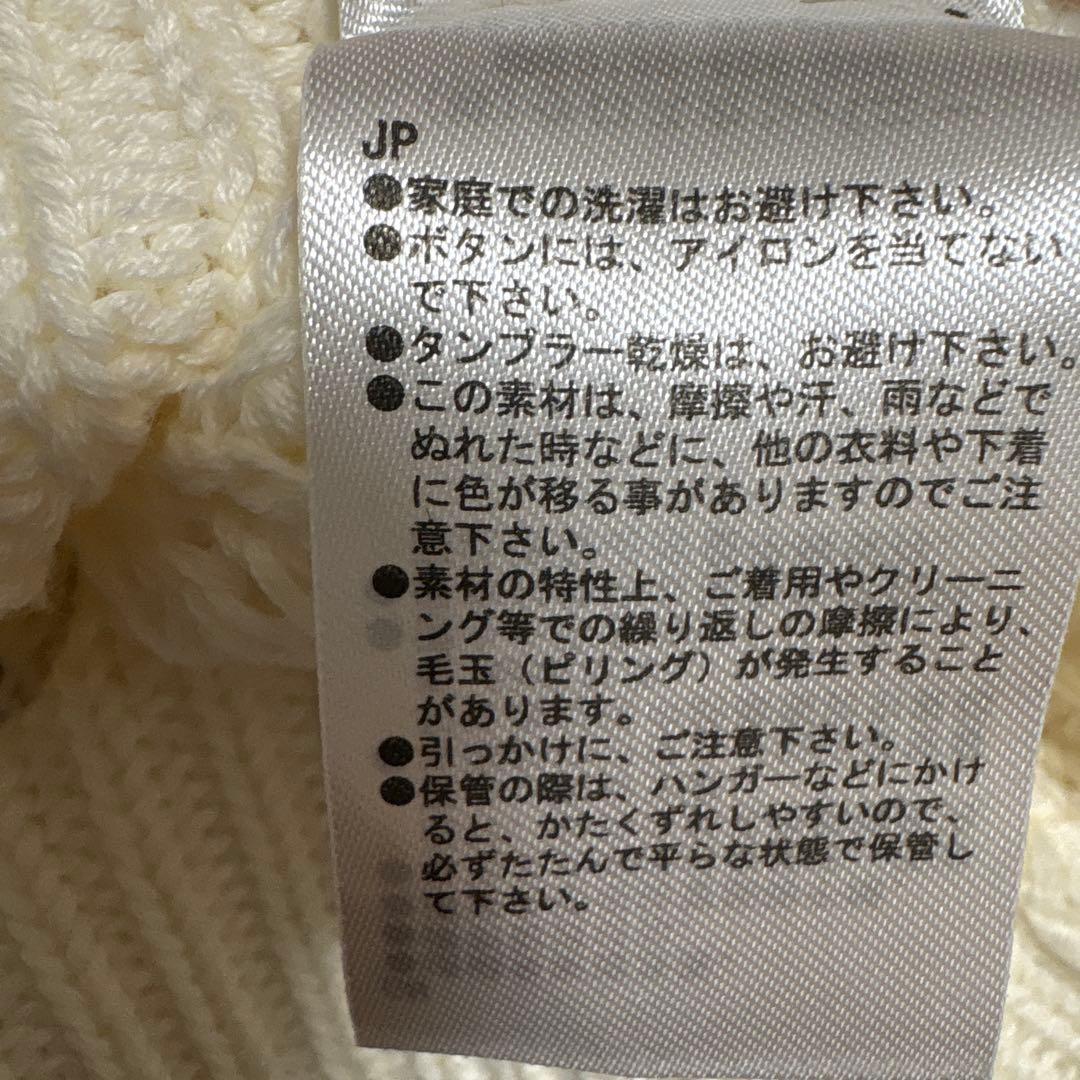 JP
●家庭での洗濯はお避け下さい。
●ボタンには、アイロンを当てない
で下さい。
●タンブラー乾燥は、お避け下さい。
●この素材は、摩擦や汗、雨などで
ぬれた時などに、他の衣料や下着
に色が移る事がありますのでご注
意下さい。
●素材の特性上、ご着用やクリーニ
ング等での繰り返しの摩擦により、
毛玉（ピリング）が発生すること
があります。
●引っかけに、ご注意下さい。
●保管の際は、ハンガーなどにかけ
ると、かたくずれしやすいので、
必ずたたんで平らな状態で保管し
て下さい。